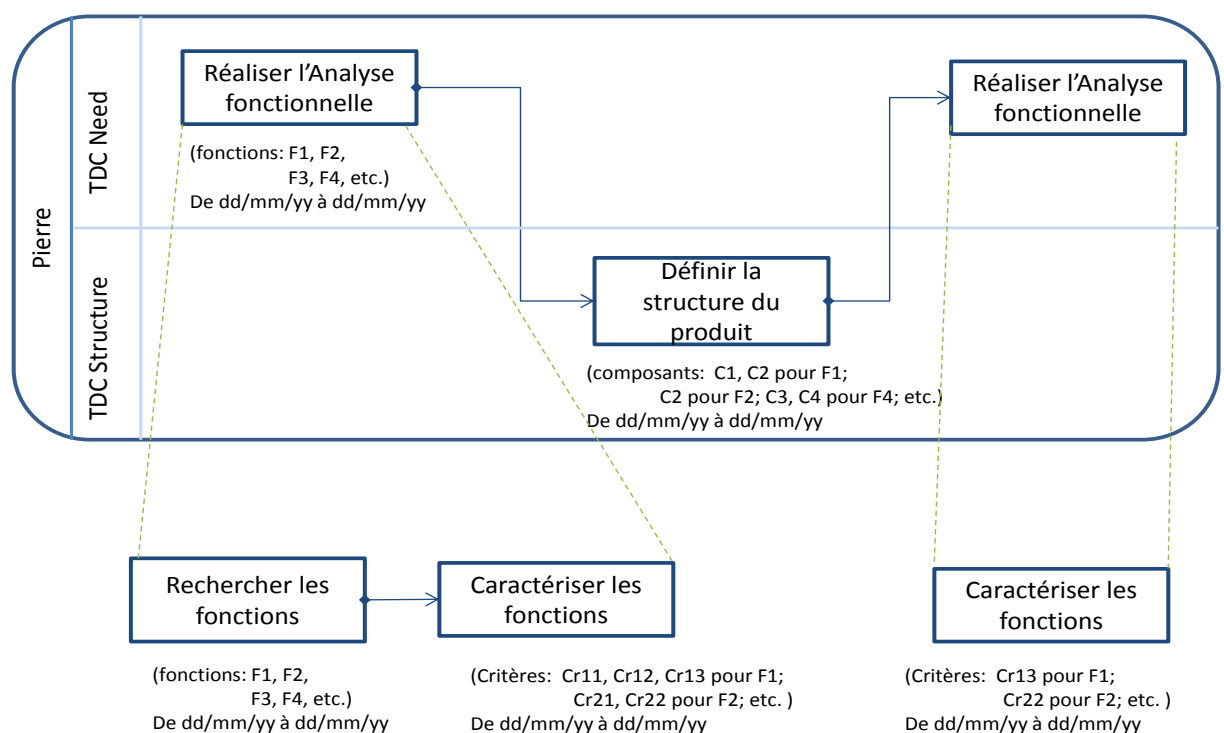 Pierre
TDC Need
Réaliser l'Analyse
fonctionnelle
(fonctions: F1, F2,
F3, F4, etc.)
De dd/mm/yy à dd/mm/yy
Réaliser l'Analyse
fonctionnelle
TDC Structure
Définir la
structure du
produit
(composants: C1, C2 pour F1;
C2 pour F2; C3, C4 pour F4; etc.)
De dd/mm/yy à dd/mm/yy
Rechercher les
fonctions
(fonctions: F1, F2,
F3, F4, etc.)
De dd/mm/yy à dd/mm/yy
Caractériser les
fonctions
(Critères: Cr11, Cr12, Cr13 pour F1;
Cr21, Cr22 pour F2; etc. )
De dd/mm/yy à dd/mm/yy
Caractériser les
fonctions
(Critères: Cr13 pour F1;
Cr22 pour F2; etc. )
De dd/mm/yy à dd/mm/yy